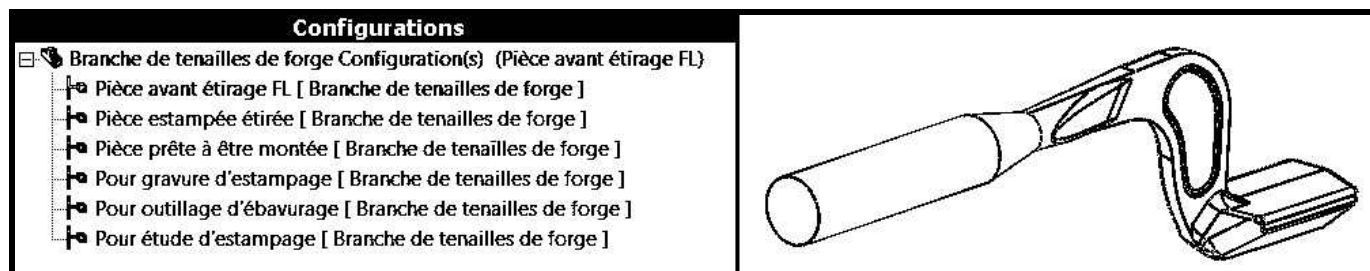 Configurations
Branche de tenailles de forge Configuration(s) (Pièce avant étirage FL)
Pièce avant étirage FL [ Branche de tenailles de forge ]
Pièce estampée étirée [ Branche de tenailles de forge ]
Pièce prête à être montée [ Branche de tenailles de forge ]
Pour gravure d'estampage [ Branche de tenailles de forge ]
Pour outillage d'ébavurage [ Branche de tenailles de forge ]
Pour étude d'estampage [ Branche de tenailles de forge ]